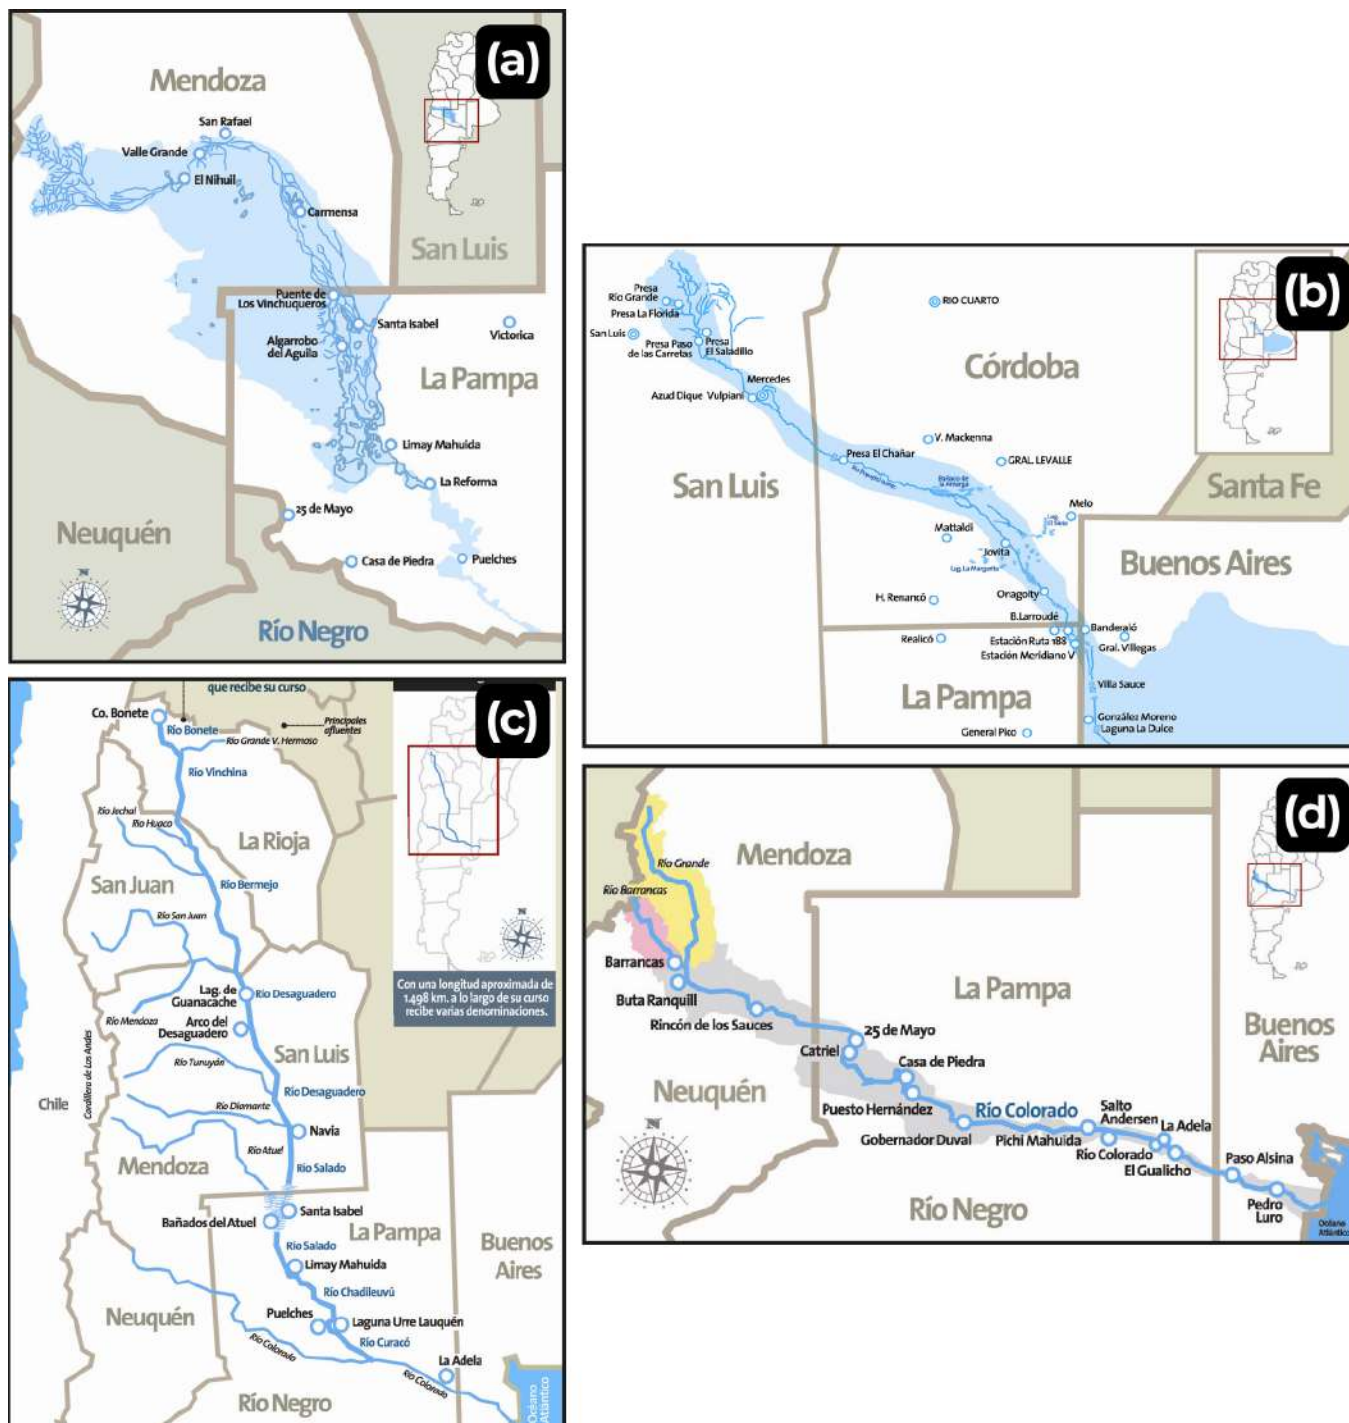 (a)
Mendoza
San Rafael
Valle Grande
El Nihuil
Carmensa
San Luis
Puente de
Los Vinchuqueros
Santa Isabel
Victorica
Algarrobo
del Aguila
La Pampa
Limay Mahuida
La Reforma
25 de Mayo
Neuquén
Casa de Piedra
Puelches
N
Río Negro
(b)
Presa
Río Grande
RIO CUARTO
Presa La Florida
San Luis
Presa Paso
de las Carretas
Presa
El Saladillo
Córdoba
Mercedes
Azud Dique Vulpiani
V. Mackenna
Presa El Chañar
GRAL. LEVALLE
San Luis
Santa Fe
Melo
Mattaldi
Jovita
Lag. La Margarita
Buenos Aires
Onagoity
H. Renancó
B.Larroudé
Banderaló
Realicó
Estación Ruta 188
Gral. Villegas
Estación Meridiano V
La Pampa
Villa Sauce
González Moreno
Laguna La Dulce
General Pico
(c)
que recibe su curso
Co. Bonete
Principales
afluentes
Río Bonete
Río Grande V. Hermoso
Río Vinchina
Río Jechal
Río Huaco
La Rioja
San Juan
Río Bermejo
Río San Juan
N
Con una longitud aproximada de
1.498 km. a lo largo de su curso
recibe varias denominaciones.
Lag. de
Guanacache
Río Desaguadero
Río Mendoza
Arco del
Desaguadero
San Luis
Río Tunuyán
Chile
Cordillera de Los Andes
Río Desaguadero
Río Diamante
Navia
Río Atuel
Mendoza
Río Salado
Santa Isabel
Bañados del Atuel
La Pampa
Río Salado
Buenos
Aires
Limay Mahuida
Río Chadileuvú
Neuquén
Puelches
Laguna Urre Lauquén
Río Curacó
Río Colorado
La Adela
Río Colorado
Río Negro
Océano
Atlántico
(d)
Mendoza
Río Grande
Río Barrancas
Barrancas
La Pampa
Buta Ranquill
Rincón de los Sauces
25 de Mayo
Buenos
Aires
Catriel
Casa de Piedra
Neuquén
Puesto Hernández
Río Colorado
Salto
Andersen
La Adela
Gobernador Duval
Pichi Mahuida
Río Colorado
El Gualicho
Paso Alsina
N
Río Negro
Pedro
Luro
Océano
Atlántico